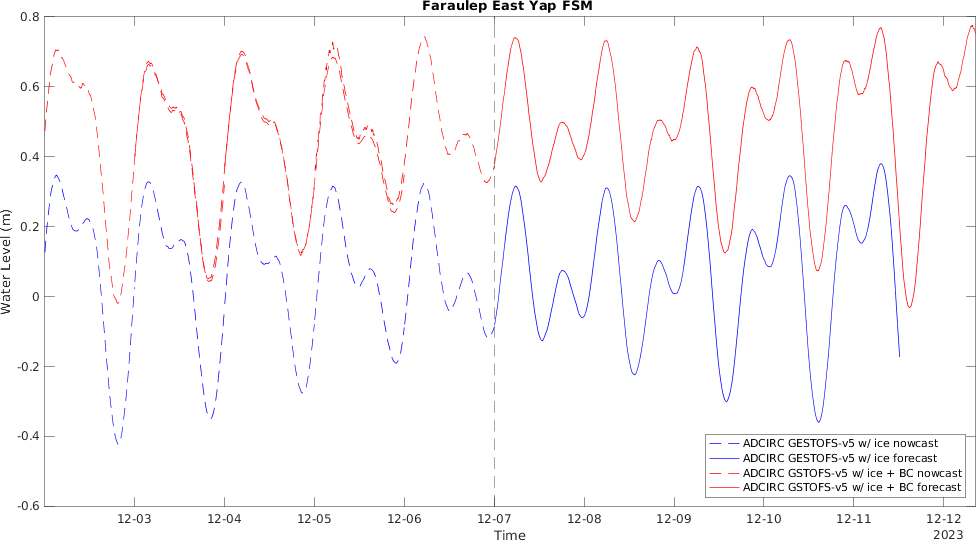 Faraulep East Yap FSM
0.8
0.6
0.4
0.2
0
-0.2
-0.4
-0.6
Water Level (m)
ADCIRC GESTOFS-v5 w/ ice nowcast
ADCIRC GESTOFS-v5 w/ ice forecast
ADCIRC GSTOFS-v5 w/ ice + BC nowcast
ADCIRC GSTOFS-v5 w/ ice + BC forecast
12-03 12-04 12-05 12-06 12-07 12-08 12-09 12-10 12-11 12-12
2023
Time